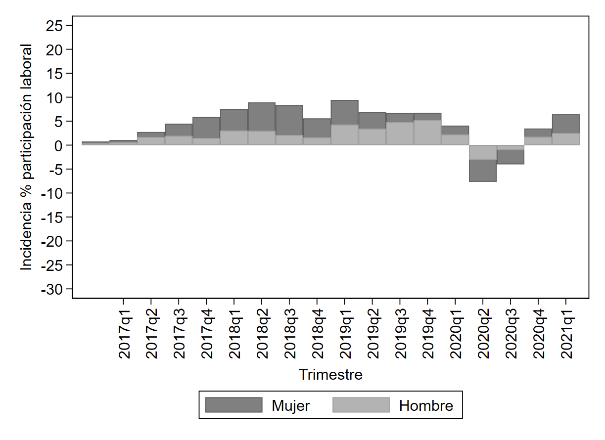 Incidencia % participación laboral
25
20
15
10
5
0
-5
-10
-15
-20
-25
-30
2017q1
2017q2
2017q3
2017q4
2018q1
2018q2
2018q3
2018q4
2019q1
2019q2
2019q3
2019q4
2020q1
2020q2
2020q3
2020q4
2021q1
Trimestre
Mujer Hombre